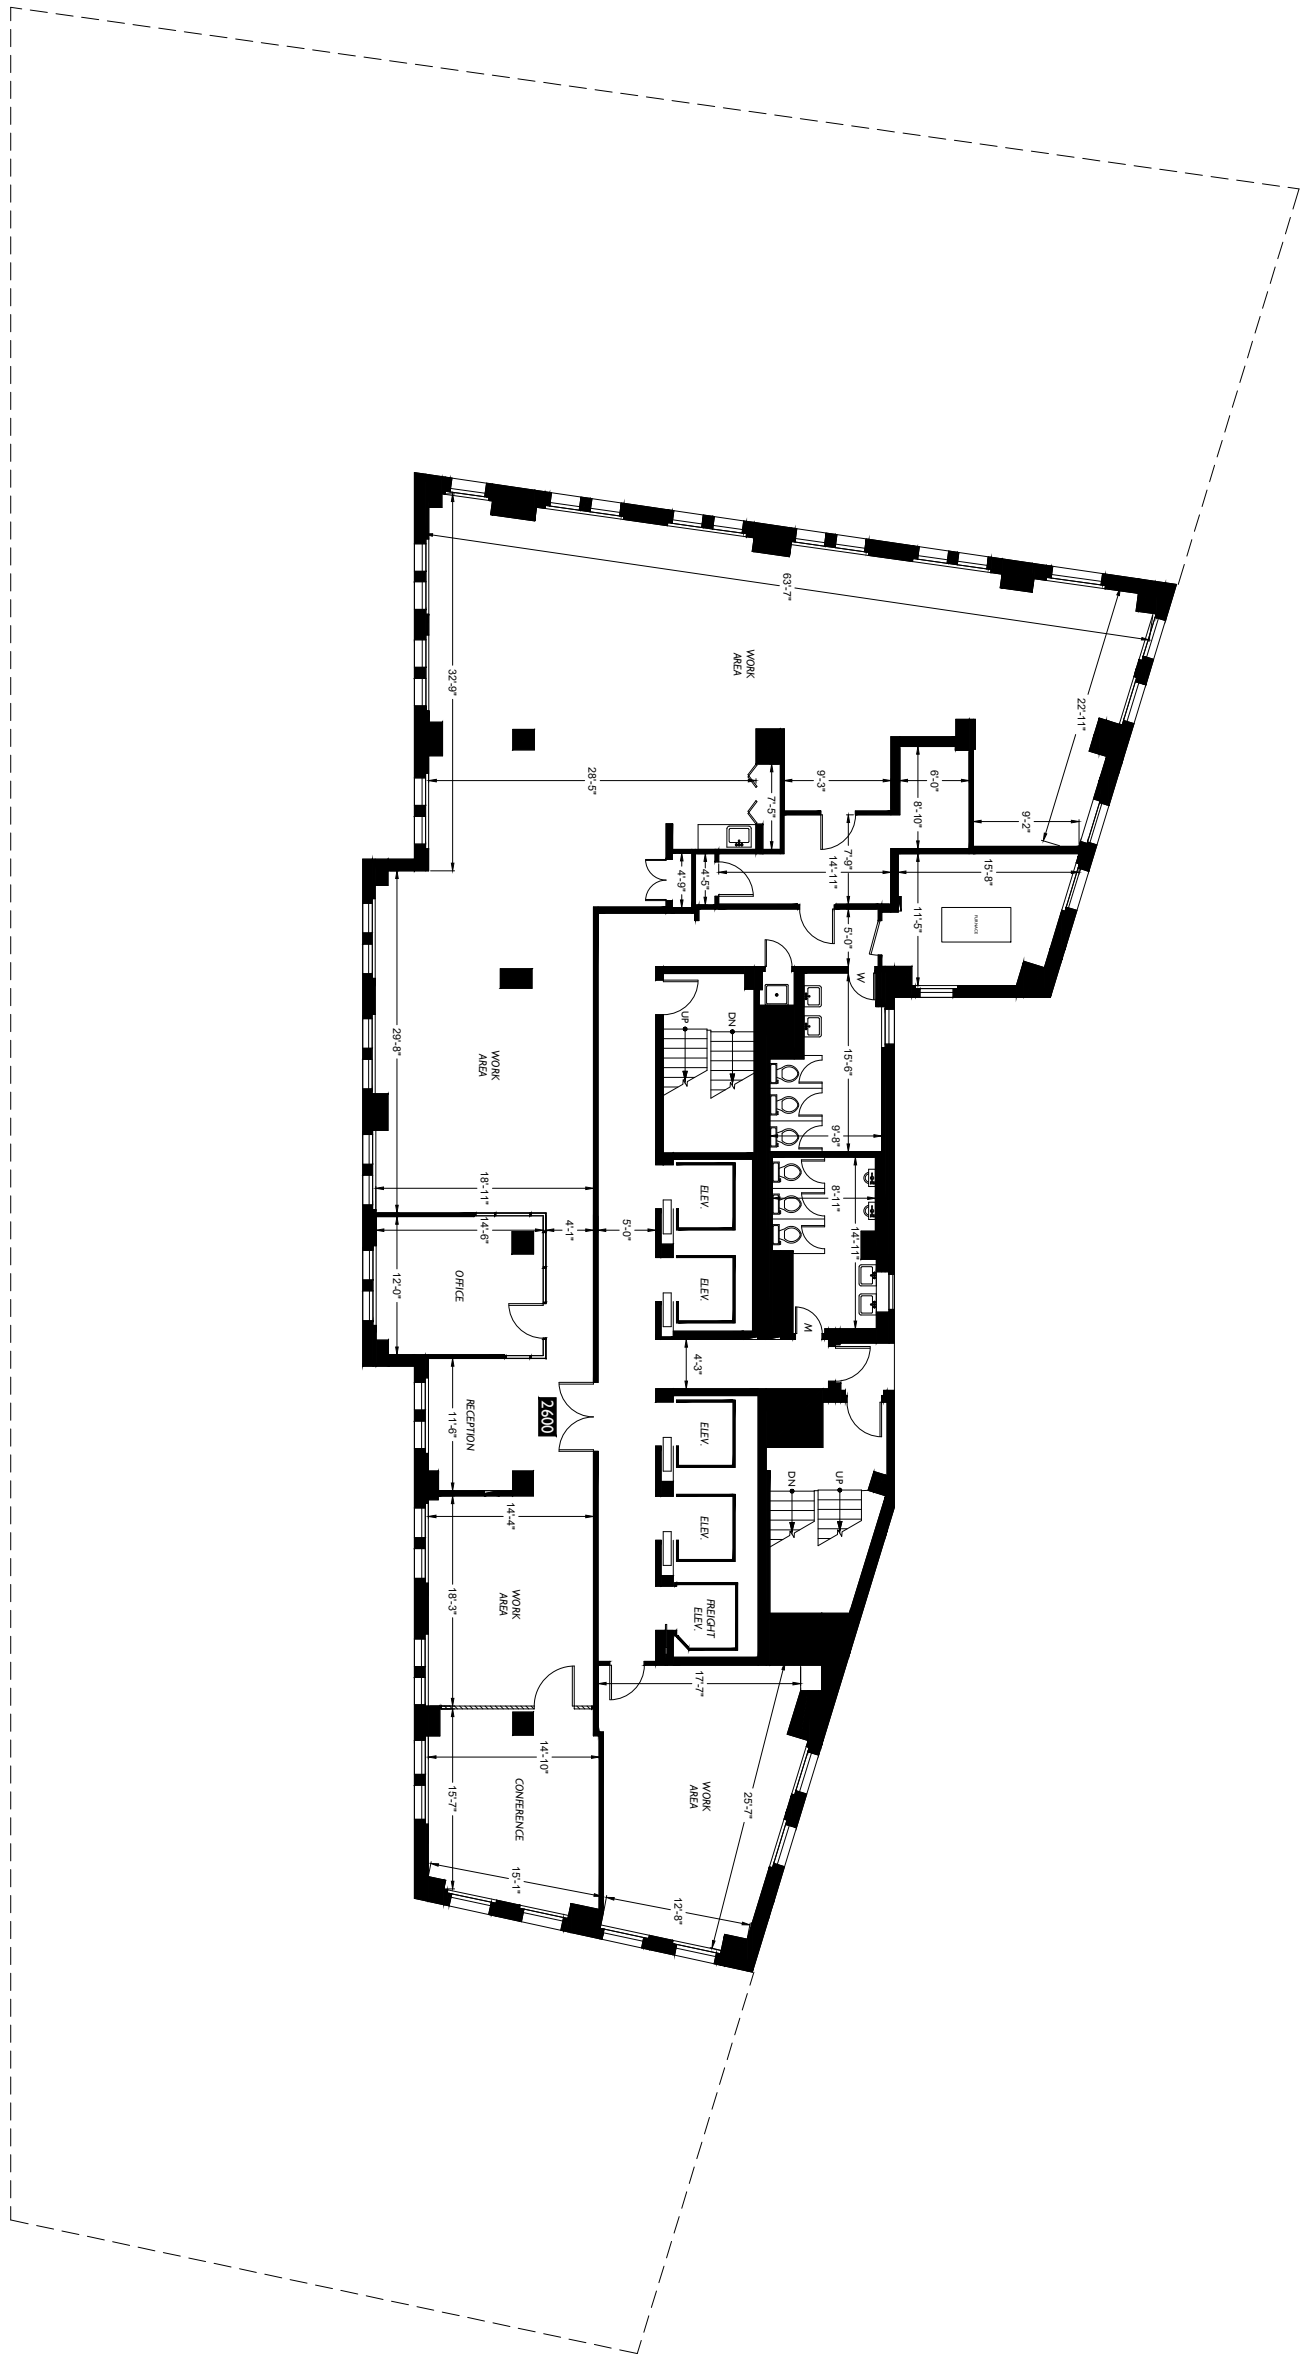 63'-7"
32'-9"
WORK
AREA
22'-11"
28'-5"
7'-5"
9'-3"
6'-0"
8'-10"
9'-2"
7'-9"
14'-11"
4'-9"
4'-5"
15'-8"
11'-5"
FURNACE
5'-0"
W
29'-8"
WORK
AREA
UP
DN
15'-6"
9'-8"
18'-11"
14'-6"
4'-1"
5'-0"
ELEV.
8'-11"
14'-11"
12'-0"
OFFICE
ELEV.
M
4'-3"
11'-6"
RECEPTION
2600
ELEV.
DN
UP
14'-4"
18'-3"
WORK
AREA
ELEV.
FREIGHT
ELEV.
17'-7"
14'-10"
15'-7"
CONFERENCE
WORK
AREA
25'-7"
15'-1"
12'-8"